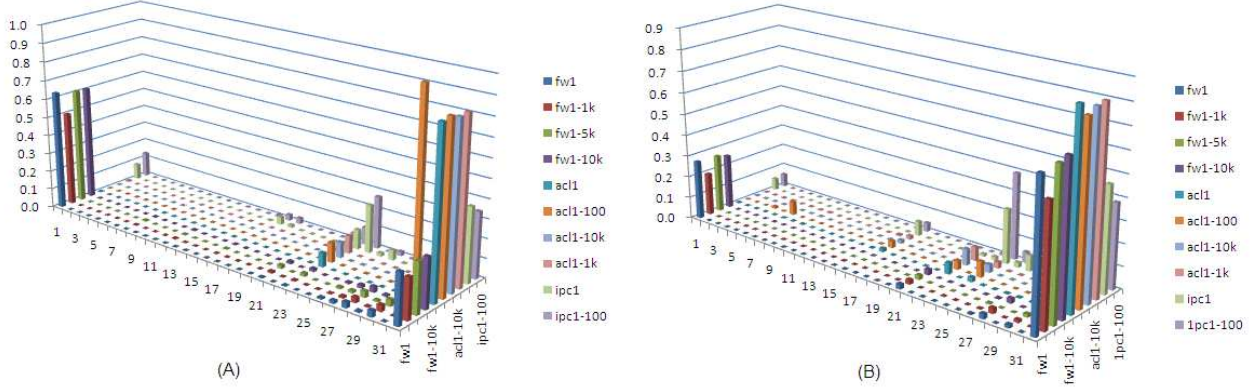 1.0
0.9
0.8
0.7
0.6
0.5
0.4
0.3
0.2
0.1
0.0
1
3
5
7
9
11
13
15
17
19
21
23
25
27
29
31
fw1
fw1-10k
acl1-10k
ipc1-100
fw1
fw1-1k
fw1-5k
fw1-10k
acl1
acl1-100
acl1-10k
acl1-1k
ipc1
ipc1-100
(A)
0.9
0.8
0.7
0.6
0.5
0.4
0.3
0.2
0.1
0.0
1
3
5
7
9
11
13
15
17
19
21
23
25
27
29
31
fw1
fw1-10k
acl1-10k
1pc1-100
fw1
fw1-1k
fw1-5k
fw1-10k
acl1
acl1-100
acl1-10k
acl1-1k
ipc1
1pc1-100
(B)